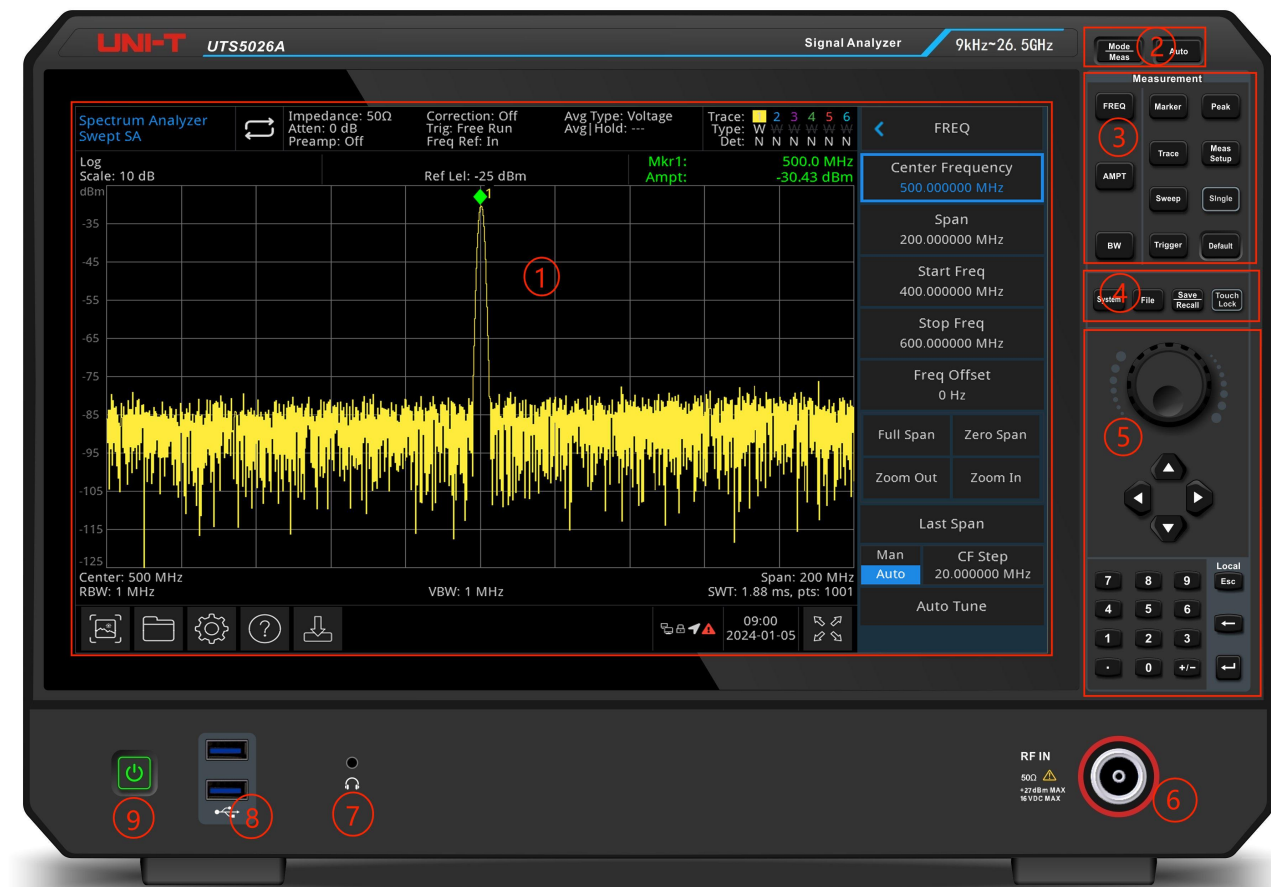 UNI-T UTS5026A Signal Analyzer 9kHz~26.5GHz
Mode
Meas
Auto
2
Spectrum Analyzer
Swept SA
Impedance: 50Ω
Atten: 0 dB
Preamp: Off
Correction: Off
Trig: Free Run
Freq Ref: In
Avg Type: Voltage
Avg|Hold: ---
Trace: 2 3 4 5 6
Type: W W W W W W
Det: N N N N N N
Log
Scale: 10 dB
Ref Lel: -25 dBm
Mkr1: 500.0 MHz
Ampt: -30.43 dBm
dBm
1
-35
-45
-55
-65
-75
-85
-95
-105
-115
-125
1
Center: 500 MHz
RBW: 1 MHz
VBW: 1 MHz
Span: 200 MHz
SWT: 1.88 ms, pts: 1001
?
09:00
2024-01-05
FREQ
Center Frequency
500.000000 MHz
Span
200.000000 MHz
Start Freq
400.000000 MHz
Stop Freq
600.000000 MHz
Freq Offset
0 Hz
Full Span Zero Span
Zoom Out Zoom In
Last Span
Man
Auto
CF Step
20.000000 MHz
Auto Tune
Measurement
FREQ Marker Peak
3
Trace
Meas
Setup
AMPT
Sweep Single
BW Trigger Default
System File
Save
Recall
Touch
Lock
4
5
Local
7 8 9 Esc
4 5 6
1 2 3
. 0 +/-
RF IN
50Ω
+27dBm MAX
16VDC MAX
9
8
7
6